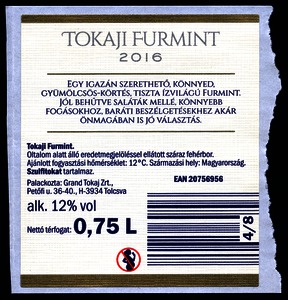 TOKAJI FURMINT
2016
EGY IGAZÁN SZERETHETŐ, KÖNNYED,
GYÜMÖLCSÖS-KÖRTÉS, TISZTA ÍZVILÁGÚ FURMINT.
JÓL BEHŰTVE SALÁTÁK MELLÉ, KÖNNYEBB
FOGÁSOKHOZ, BARÁTI BESZÉLGETÉSEKHEZ AKÁR
ÖNMAGÁBAN IS JÓ VÁLASZTÁS.
Tokaji Furmint.
Oltalom alatt álló eredetmegjelöléssel ellátott száraz fehérbor.
Ajánlott fogyasztási hőmérséklet: 12°C. Származási hely: Magyarország.
Szulfitokat tartalmaz.
EAN 20756956
Palackozta: Grand Tokaj Zrt.,
Petőfi u. 36-40., H-3934 Tolcsva
alk. 12% vol
Nettó térfogat: 0,75 L
4/8